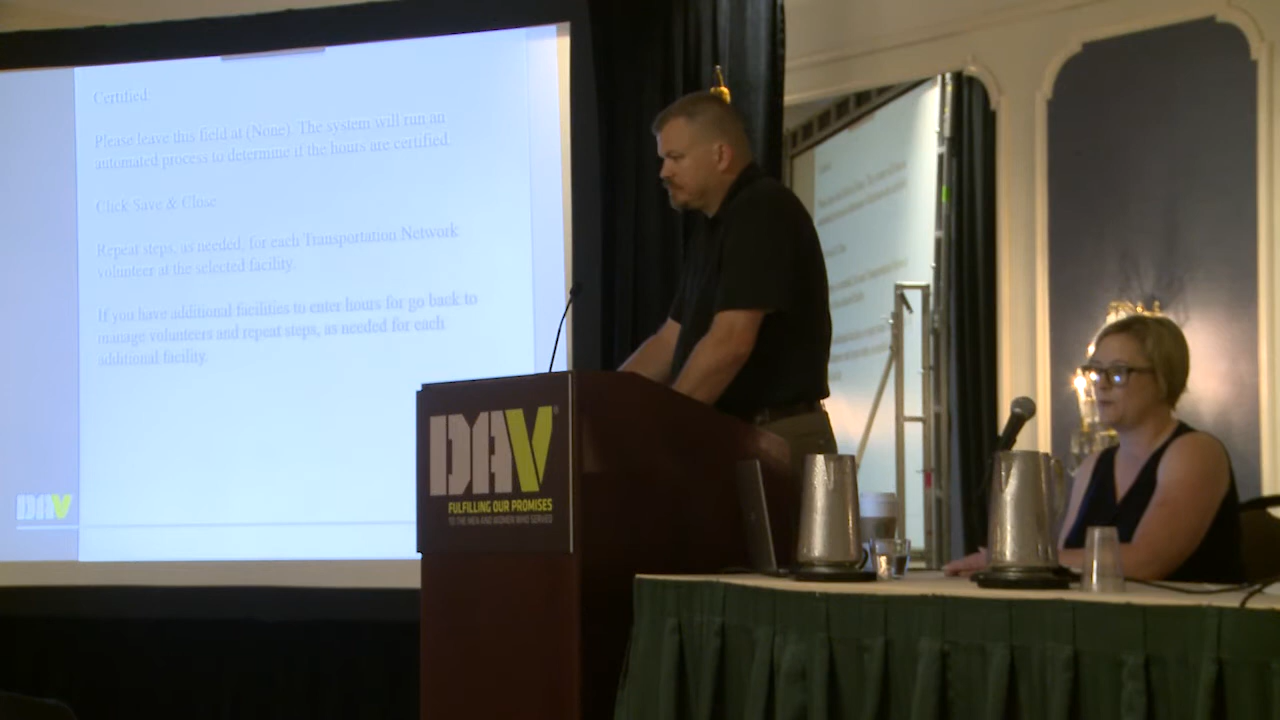 Certified:
Please leave this field at (None). The system will run an
automated process to determine if the hours are certified.
Click Save & Close
Repeat steps, as needed, for each Transportation Network
volunteer at the selected facility.
If you have additional facilities to enter hours for go back to
manage volunteers and repeat steps, as needed for each
additional facility.
DAV
DAV
FULFILLING OUR PROMISES
TO THE MEN AND WOMEN WHO SERVED